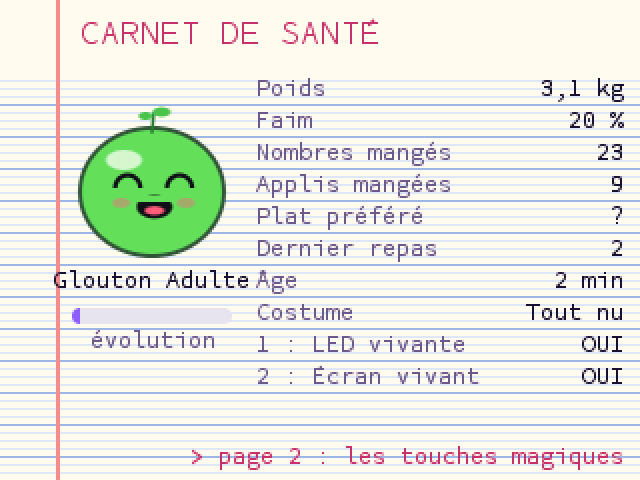 CARNET DE SANTÉ
Poids 3,1 kg
Faim 20 %
Nombres mangés 23
Applis mangées 9
Plat préféré ?
Dernier repas 2
Glouton Adulte
Âge 2 min
Costume Tout nu
évolution
1 : LED vivante OUI
2 : Écran vivant OUI
> page 2 : les touches magiques